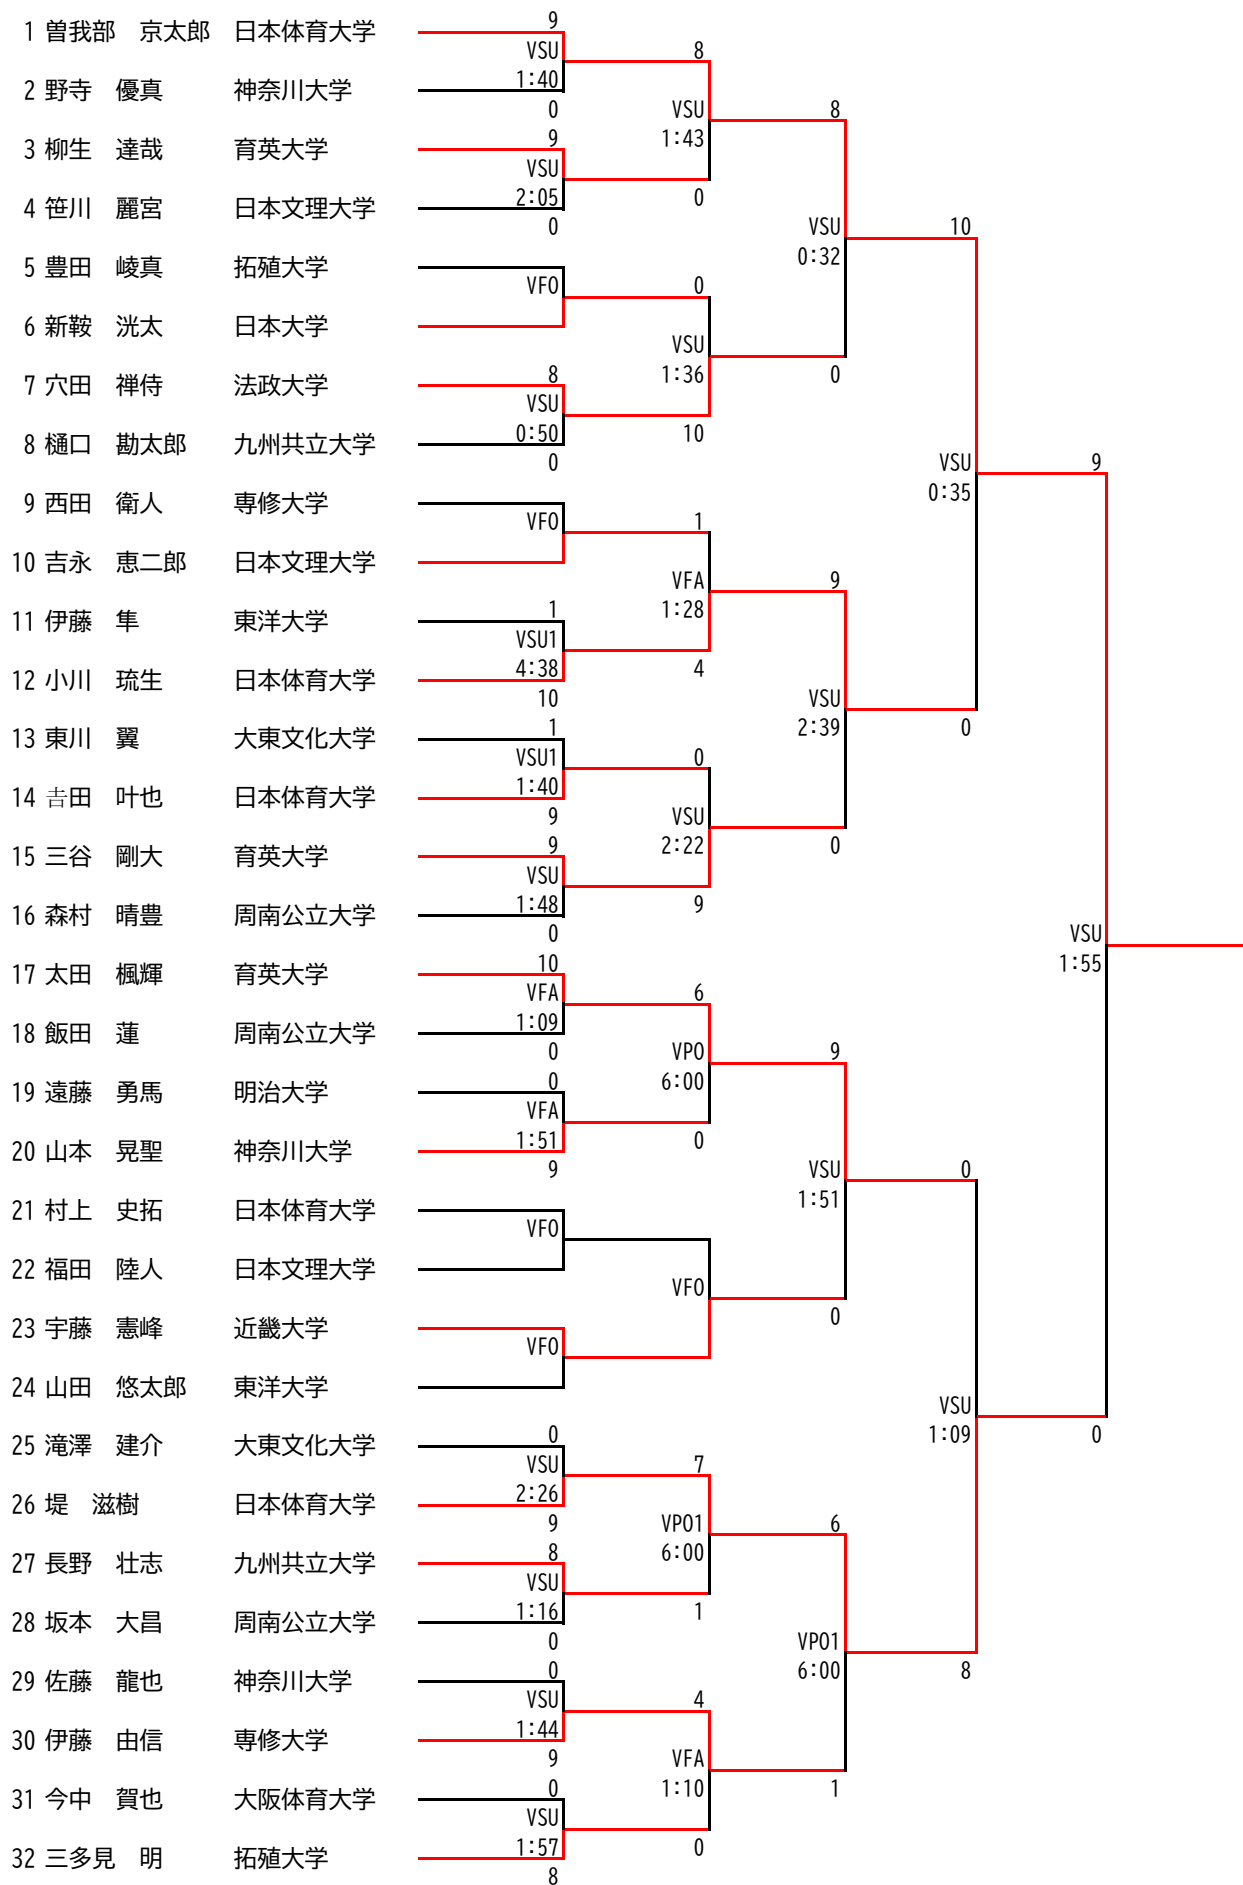 1 曽我部　京太郎　日本体育大学
2 野寺　優真　神奈川大学
3 柳生　達哉　育英大学
4 笹川　麗宮　日本文理大学
5 豊田　崚真　拓殖大学
6 新鞍　洸太　日本大学
7 穴田　禅侍　法政大学
8 樋口　勘太郎　九州共立大学
9 西田　衛人　専修大学
10 吉永　恵二郎　日本文理大学
11 伊藤　隼　東洋大学
12 小川　琉生　日本体育大学
13 東川　翼　大東文化大学
14 𠮷田　叶也　日本体育大学
15 三谷　剛大　育英大学
16 森村　晴豊　周南公立大学
17 太田　楓輝　育英大学
18 飯田　蓮　周南公立大学
19 遠藤　勇馬　明治大学
20 山本　晃聖　神奈川大学
21 村上　史拓　日本体育大学
22 福田　陸人　日本文理大学
23 宇藤　憲峰　近畿大学
24 山田　悠太郎　東洋大学
25 滝澤　建介　大東文化大学
26 堤　滋樹　日本体育大学
27 長野　壮志　九州共立大学
28 坂本　大昌　周南公立大学
29 佐藤　龍也　神奈川大学
30 伊藤　由信　専修大学
31 今中　賀也　大阪体育大学
32 三多見　明　拓殖大学
9
VSU
1:40
0
9
VSU
2:05
0
VFO
8
VSU
0:50
0
VFO
1
VSU1
4:38
10
1
VSU1
1:40
9
9
VSU
1:48
0
10
VFA
1:09
0
0
VFA
1:51
9
VFO
VFO
0
VSU
2:26
9
8
VSU
1:16
0
0
VSU
1:44
9
0
VSU
1:57
8
8
VSU
1:43
0
0
VSU
1:36
10
1
VFA
1:28
4
0
VSU
2:22
9
6
VPO
6:00
0
VFO
7
VPO1
6:00
1
4
VFA
1:10
0
8
VSU
0:32
0
9
VSU
2:39
0
9
VSU
1:51
0
6
VPO1
6:00
1
10
VSU
0:35
0
0
VSU
1:09
8
9
VSU
1:55
0